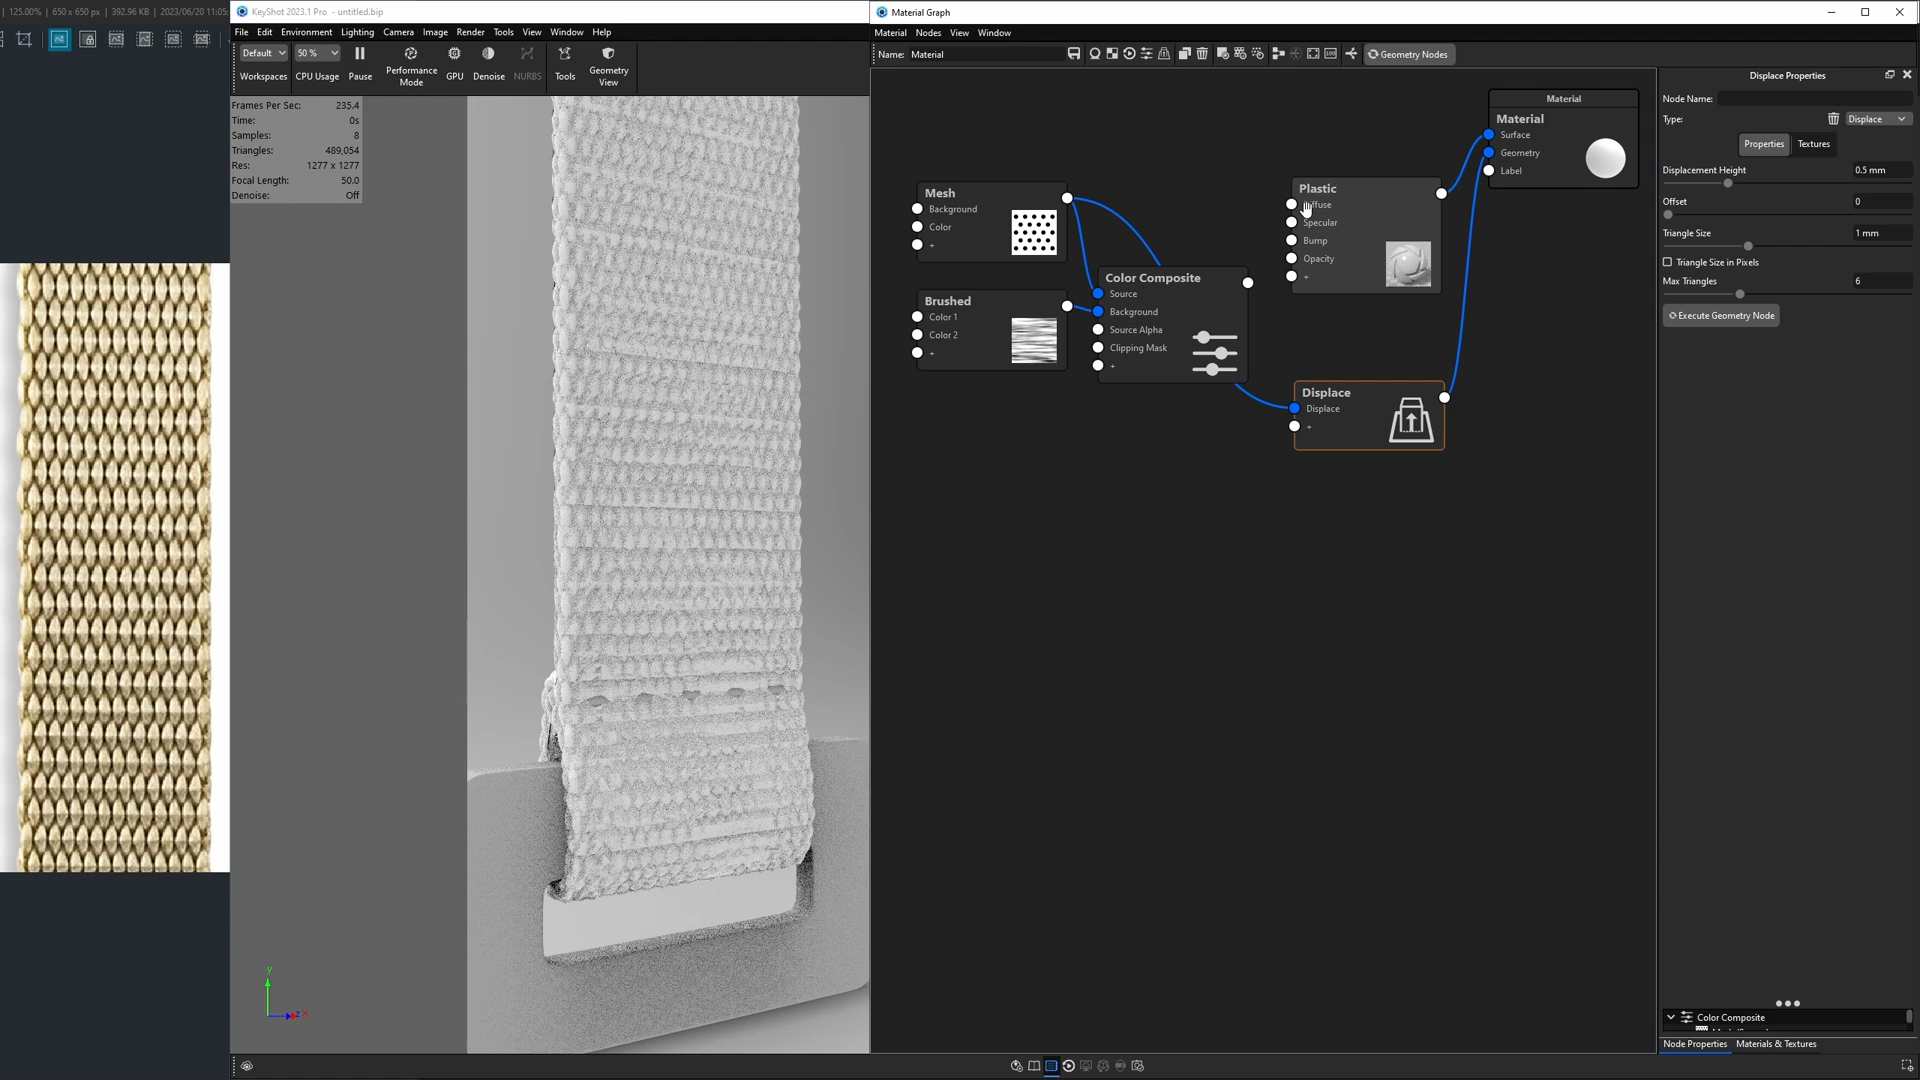 125.00% | 650 x 650 px | 392.96 KB | 2023/06/20 11:05:
KeyShot 2023.1 Pro - untitled.bip
File Edit Environment Lighting Camera Image Render Tools View Window Help
Default 50 %
Workspaces CPU Usage Pause Performance Mode GPU Denoise NURBS Tools Geometry View
Frames Per Sec: 235.4
Time: 0s
Samples: 8
Triangles: 489,054
Res: 1277 x 1277
Focal Length: 50.0
Denoise: Off
y
z
x
Material Graph
Material Nodes View Window
Name: Material
Geometry Nodes
Mesh
Background
Color
+
Brushed
Color 1
Color 2
+
Color Composite
Source
Background
Source Alpha
Clipping Mask
+
Plastic
Diffuse
Specular
Bump
Opacity
+
Displace
Displace
+
Material
Material
Surface
Geometry
Label
Displace Properties
Node Name:
Type: Displace
Properties Textures
Displacement Height 0.5 mm
Offset 0
Triangle Size 1 mm
Triangle Size in Pixels
Max Triangles 6
Execute Geometry Node
Color Composite
Node Properties Materials & Textures